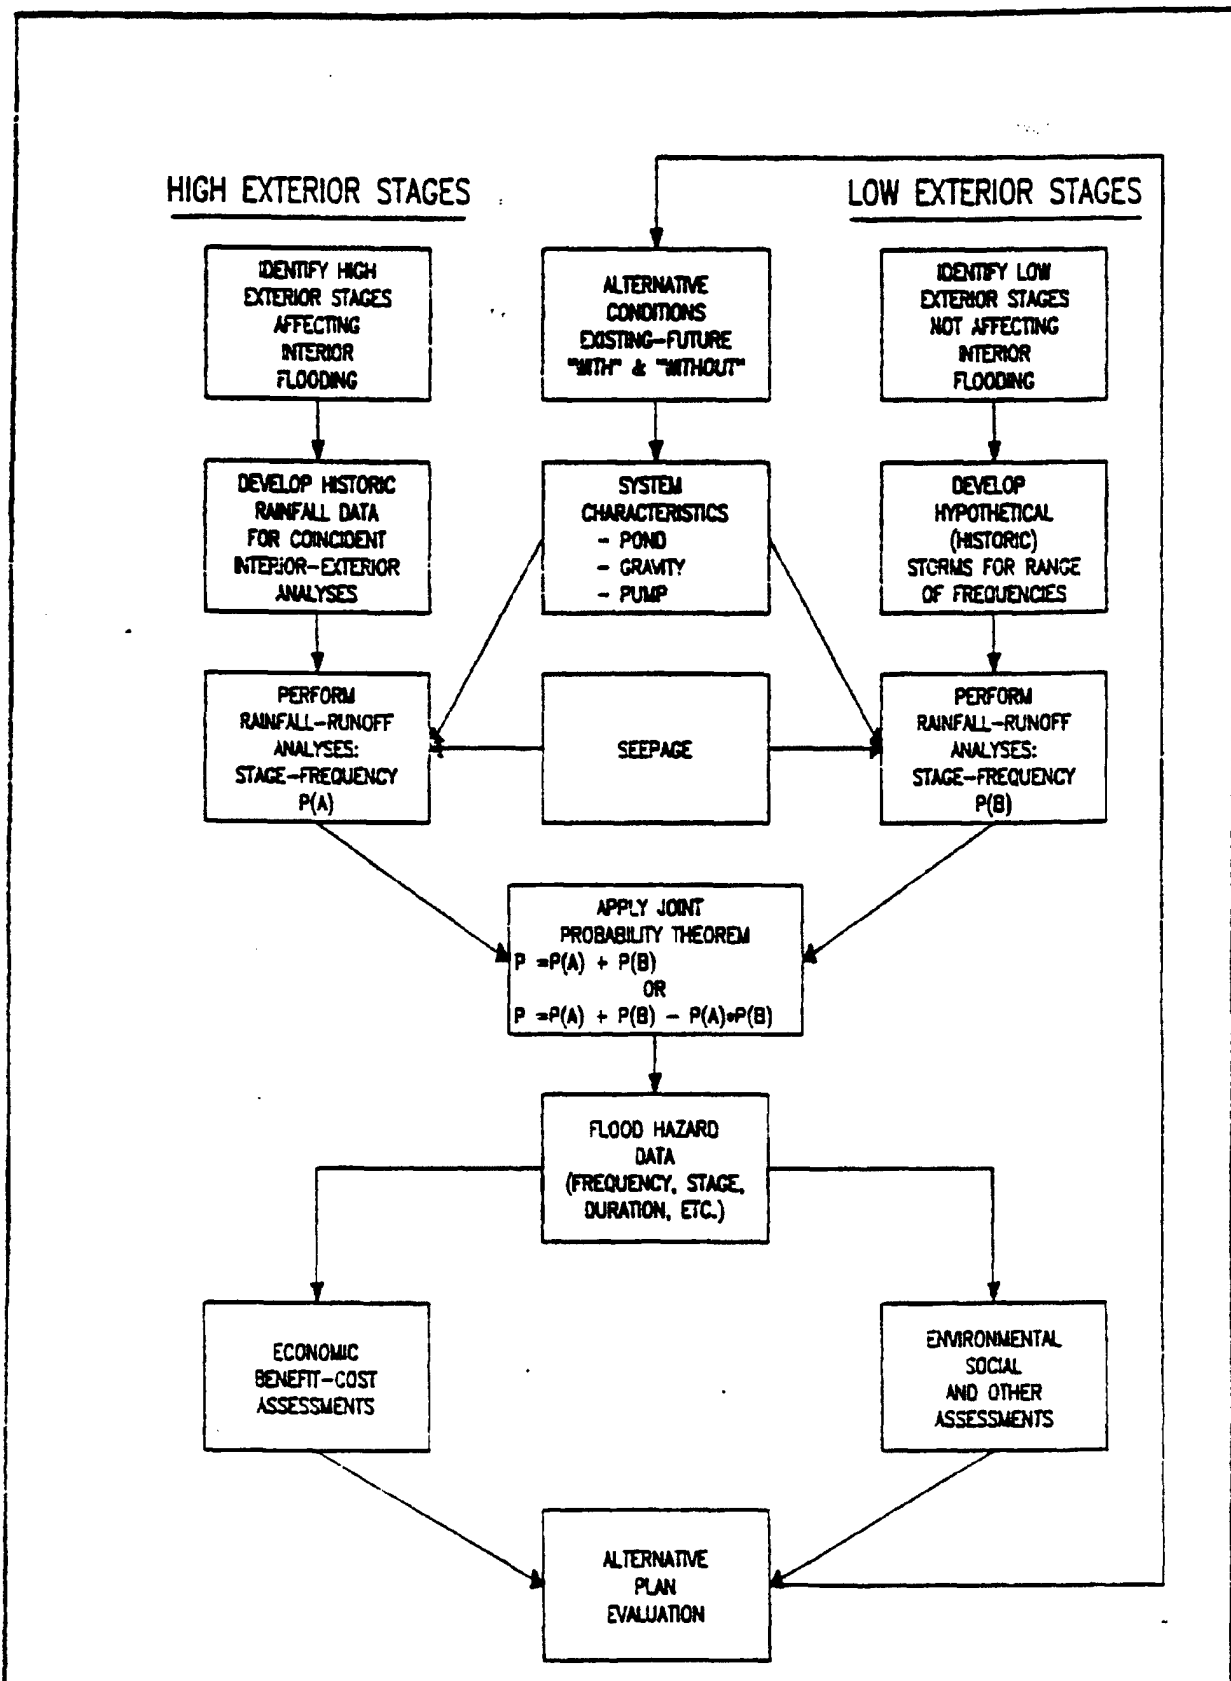 HIGH EXTERIOR STAGES
LOW EXTERIOR STAGES
IDENTIFY HIGH
EXTERIOR STAGES
AFFECTING
INTERIOR
FLOODING
ALTERNATIVE
CONDITIONS
EXISTING-FUTURE
"WITH" & "WITHOUT"
IDENTIFY LOW
EXTERIOR STAGES
NOT AFFECTING
INTERIOR
FLOODING
DEVELOP HISTORIC
RAINFALL DATA
FOR COINCIDENT
INTERIOR-EXTERIOR
ANALYSES
SYSTEM
CHARACTERISTICS
- POND
- GRAVITY
- PUMP
DEVELOP
HYPOTHETICAL
(HISTORIC)
STORMS FOR RANGE
OF FREQUENCIES
PERFORM
RAINFALL-RUNOFF
ANALYSES:
STAGE-FREQUENCY
P(A)
SEEPAGE
PERFORM
RAINFALL-RUNOFF
ANALYSES:
STAGE-FREQUENCY
P(B)
APPLY JOINT
PROBABILITY THEOREM
P =P(A) + P(B)
OR
P =P(A) + P(B) - P(A)*P(B)
FLOOD HAZARD
DATA
(FREQUENCY, STAGE,
DURATION, ETC.)
ECONOMIC
BENEFIT-COST
ASSESSMENTS
ENVIRONMENTAL
SOCIAL
AND OTHER
ASSESSMENTS
ALTERNATIVE
PLAN
EVALUATION